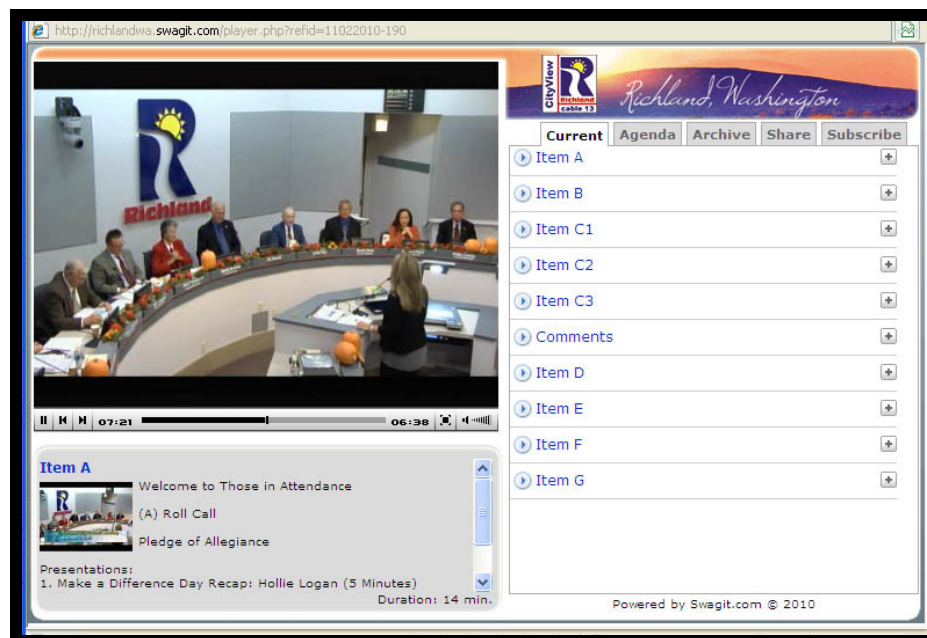 http://richlandwa.swagit.com/player.php?refid=11022010-190
Richland
CityView
Richland
cable 13
Richland, Washington
Current Agenda Archive Share Subscribe
Item A
Item B
Item C1
Item C2
Item C3
Comments
Item D
Item E
Item F
Item G
07:21 06:38
Item A
Welcome to Those in Attendance
(A) Roll Call
Pledge of Allegiance
Presentations:
1. Make a Difference Day Recap: Hollie Logan (5 Minutes)
Duration: 14 min.
Powered by Swagit.com © 2010